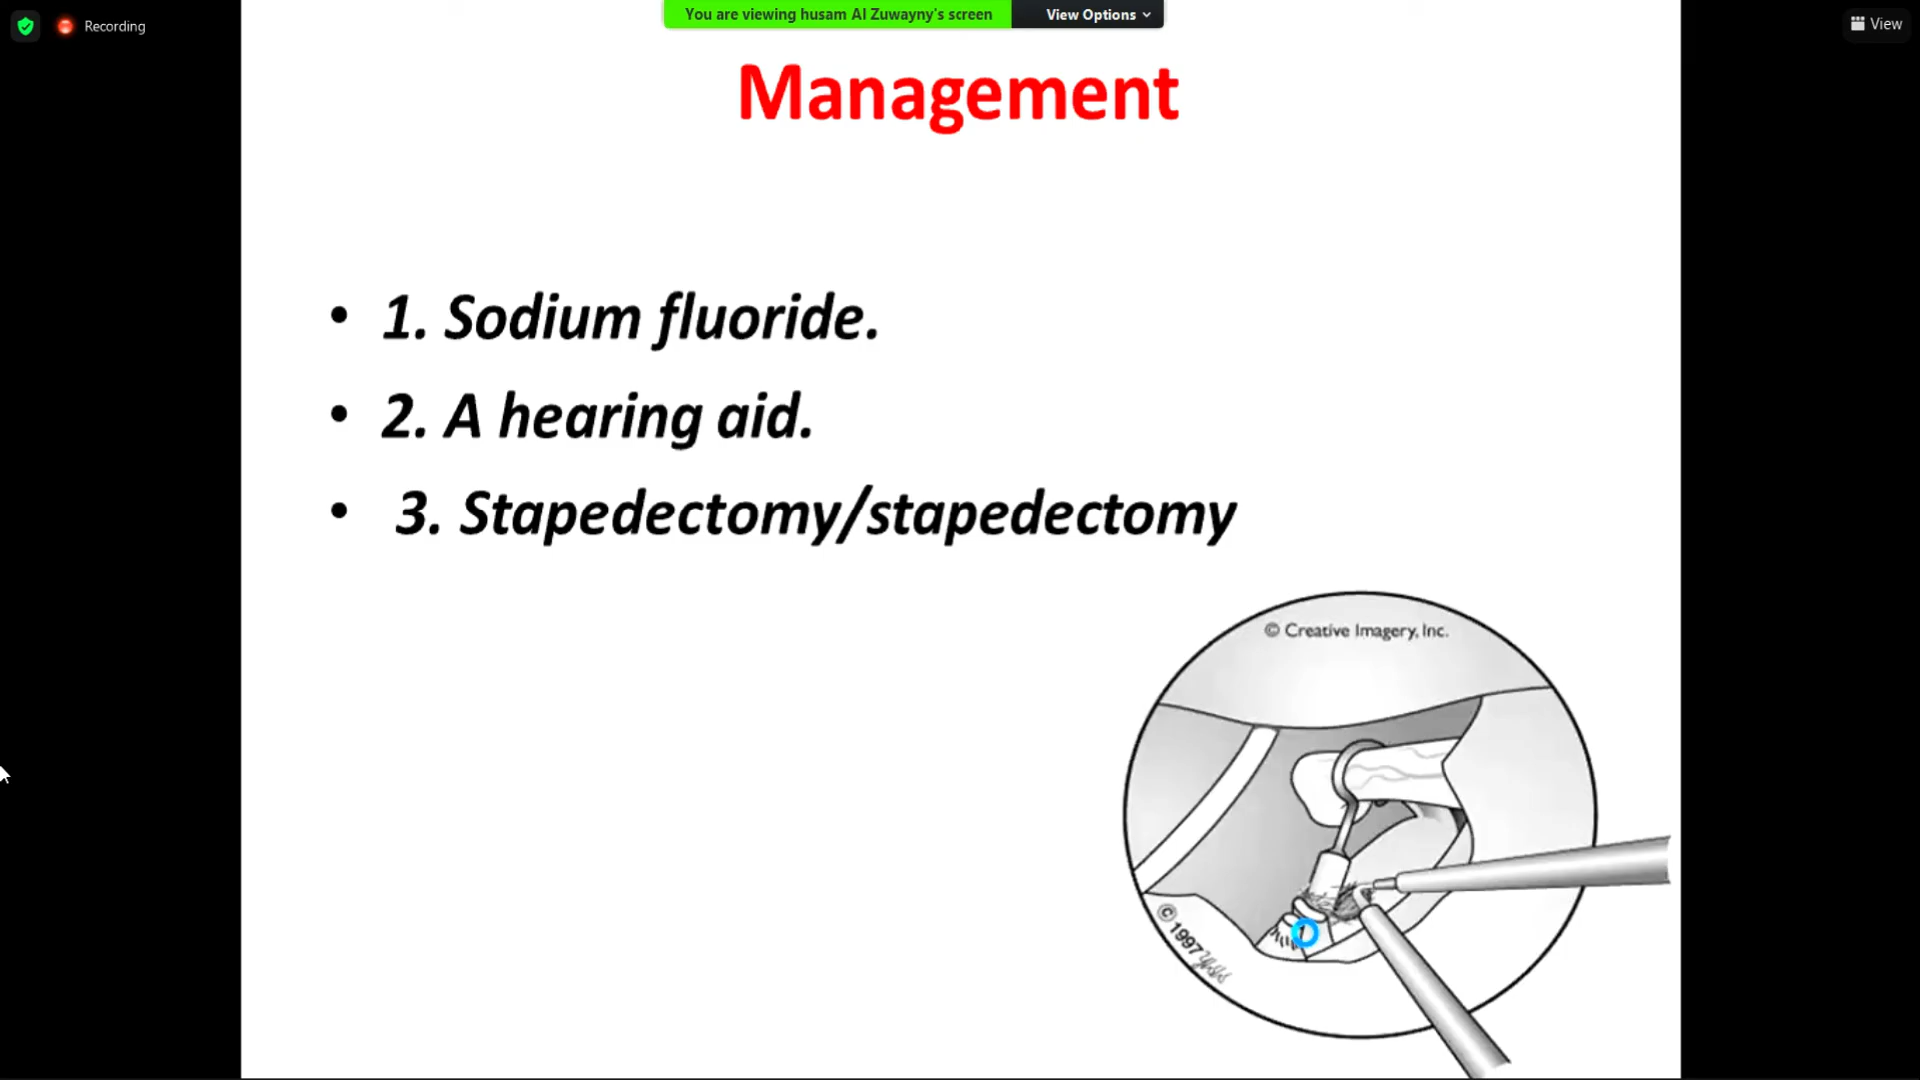 Recording
You are viewing husam Al Zuwayny's screen
View Options
View
Management
• 1. Sodium fluoride.
• 2. A hearing aid.
• 3. Stapedectomy/stapedectomy
© Creative Imagery, Inc.
© 1997